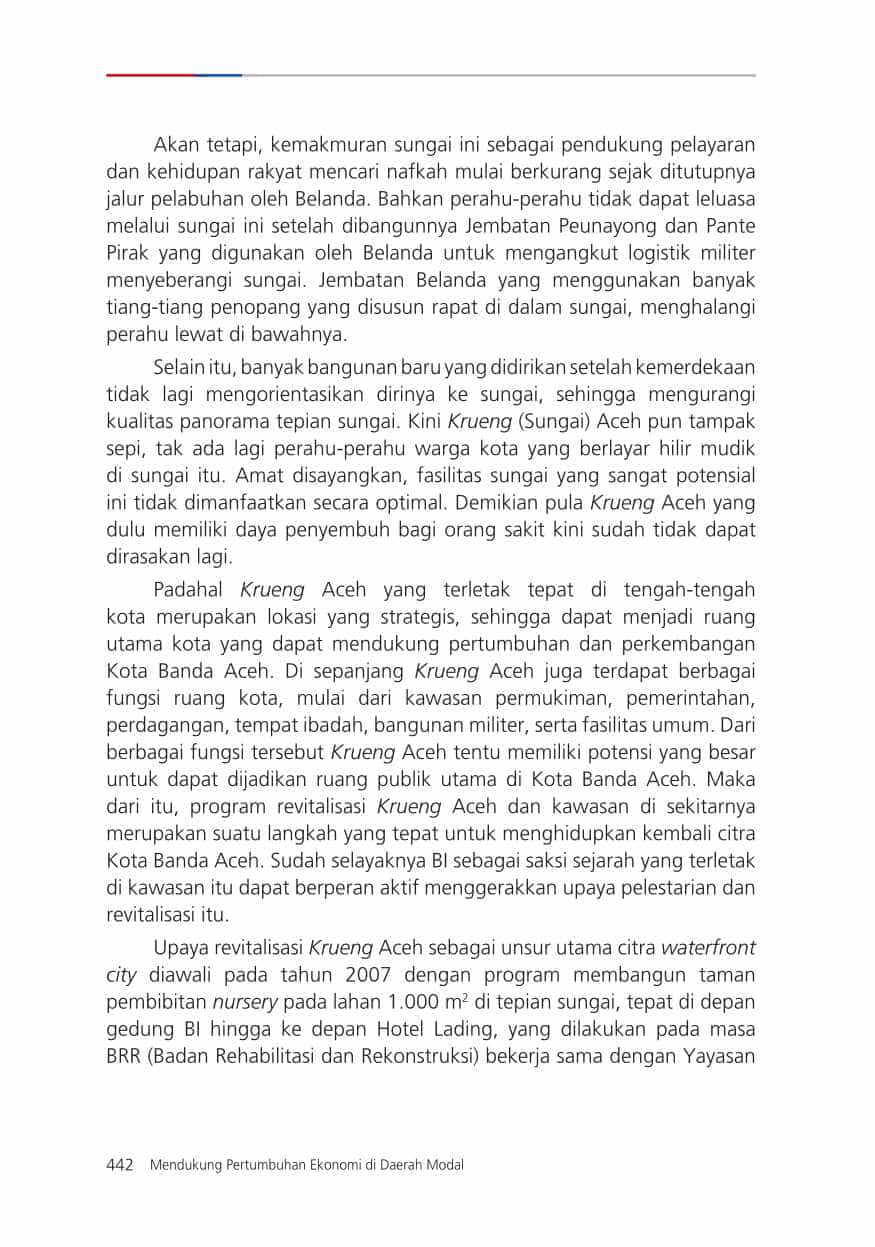 Akan tetapi, kemakmuran sungai ini sebagai pendukung pelayaran
dan kehidupan rakyat mencari nafkah mulai berkurang sejak ditutupnya
jalur pelabuhan oleh Belanda. Bahkan perahu-perahu tidak dapat leluasa
melalui sungai ini setelah dibangunnya Jembatan Peunayong dan Pante
Pirak yang digunakan oleh Belanda untuk mengangkut logistik militer
menyeberangi sungai. Jembatan Belanda yang menggunakan banyak
tiang-tiang penopang yang disusun rapat di dalam sungai, menghalangi
perahu lewat di bawahnya.
Selain itu, banyak bangunan baru yang didirikan setelah kemerdekaan
tidak lagi mengorientasikan dirinya ke sungai, sehingga mengurangi
kualitas panorama tepian sungai. Kini Krueng (Sungai) Aceh pun tampak
sepi, tak ada lagi perahu-perahu warga kota yang berlayar hilir mudik
di sungai itu. Amat disayangkan, fasilitas sungai yang sangat potensial
ini tidak dimanfaatkan secara optimal. Demikian pula Krueng Aceh yang
dulu memiliki daya penyembuh bagi orang sakit kini sudah tidak dapat
dirasakan lagi.
Padahal Krueng Aceh yang terletak tepat di tengah-tengah
kota merupakan lokasi yang strategis, sehingga dapat menjadi ruang
utama kota yang dapat mendukung pertumbuhan dan perkembangan
Kota Banda Aceh. Di sepanjang Krueng Aceh juga terdapat berbagai
fungsi ruang kota, mulai dari kawasan permukiman, pemerintahan,
perdagangan, tempat ibadah, bangunan militer, serta fasilitas umum. Dari
berbagai fungsi tersebut Krueng Aceh tentu memiliki potensi yang besar
untuk dapat dijadikan ruang publik utama di Kota Banda Aceh. Maka
dari itu, program revitalisasi Krueng Aceh dan kawasan di sekitarnya
merupakan suatu langkah yang tepat untuk menghidupkan kembali citra
Kota Banda Aceh. Sudah selayaknya BI sebagai saksi sejarah yang terletak
di kawasan itu dapat berperan aktif menggerakkan upaya pelestarian dan
revitalisasi itu.
Upaya revitalisasi Krueng Aceh sebagai unsur utama citra waterfront
city diawali pada tahun 2007 dengan program membangun taman
pembibitan nursery pada lahan 1.000 m² di tepian sungai, tepat di depan
gedung BI hingga ke depan Hotel Lading, yang dilakukan pada masa
BRR (Badan Rehabilitasi dan Rekonstruksi) bekerja sama dengan Yayasan
442 Mendukung Pertumbuhan Ekonomi di Daerah Modal